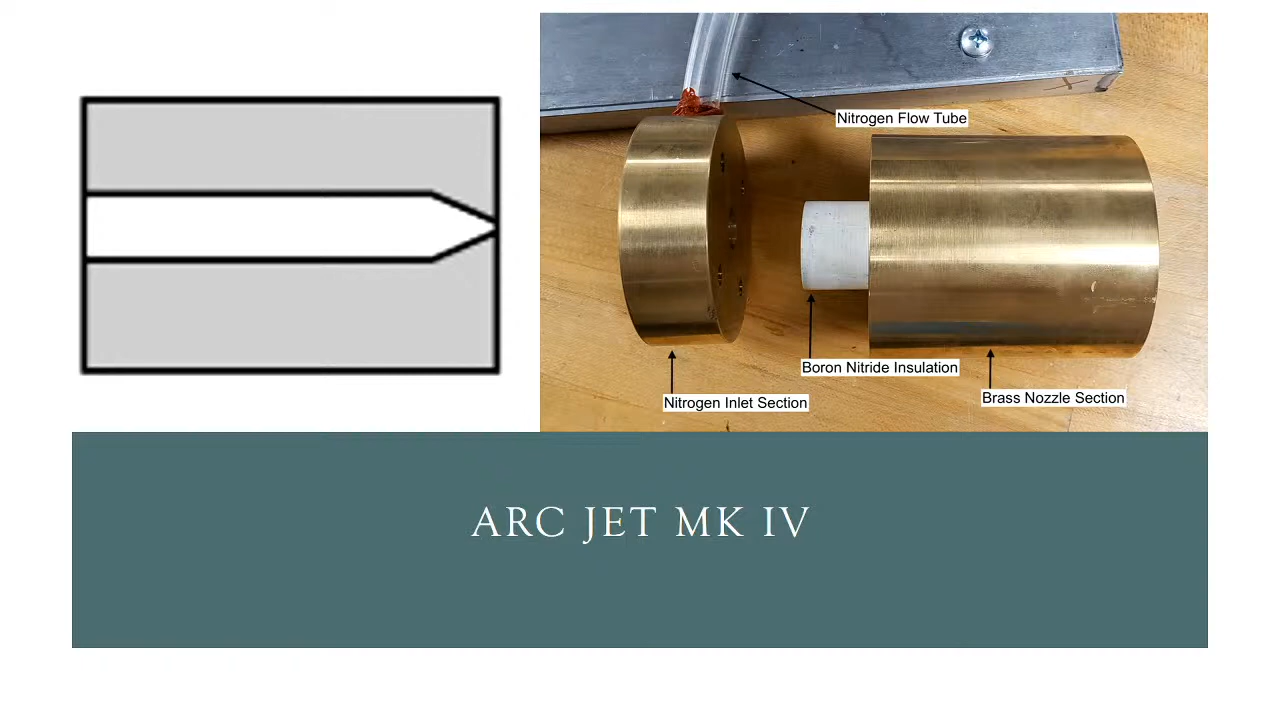 Nitrogen Flow Tube
Boron Nitride Insulation
Nitrogen Inlet Section
Brass Nozzle Section
ARC JET MK IV